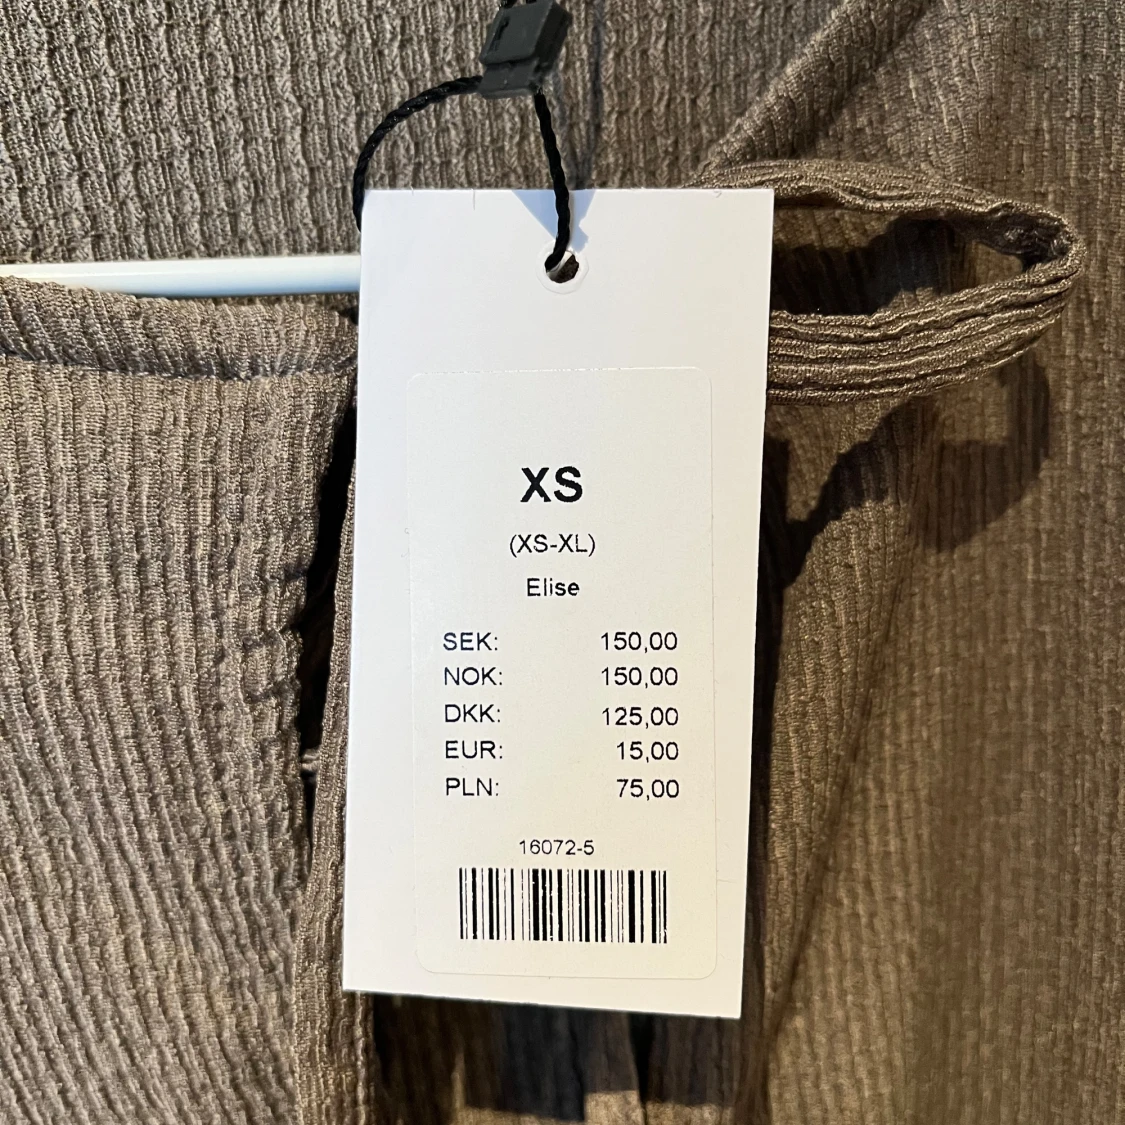 XS
(XS-XL)
Elise
SEK: 150,00
NOK: 150,00
DKK: 125,00
EUR: 15,00
PLN: 75,00
16072-5